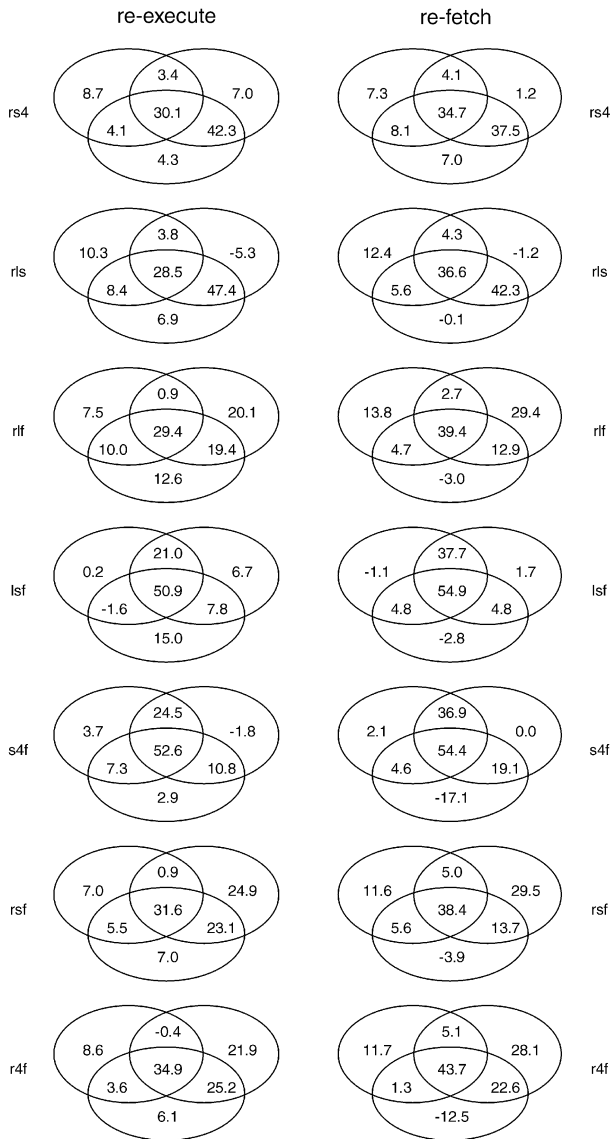 re-execute re-fetch
3.4 4.1
8.7 7.0 7.3 1.2
rs4 30.1 34.7 rs4
4.1 42.3 8.1 37.5
4.3 7.0
3.8 4.3
10.3 -5.3 12.4 -1.2
rls 28.5 36.6 rls
8.4 47.4 5.6 42.3
6.9 -0.1
0.9 2.7
7.5 20.1 13.8 29.4
rlf 29.4 39.4 rlf
10.0 19.4 4.7 12.9
12.6 -3.0
21.0 37.7
0.2 6.7 -1.1 1.7
lsf 50.9 54.9 lsf
-1.6 7.8 4.8 4.8
15.0 -2.8
24.5 36.9
3.7 -1.8 2.1 0.0
s4f 52.6 54.4 s4f
7.3 10.8 4.6 19.1
2.9 -17.1
0.9 5.0
7.0 24.9 11.6 29.5
rsf 31.6 38.4 rsf
5.5 23.1 5.6 13.7
7.0 -3.9
-0.4 5.1
8.6 21.9 11.7 28.1
r4f 34.9 43.7 r4f
3.6 25.2 1.3 22.6
6.1 -12.5